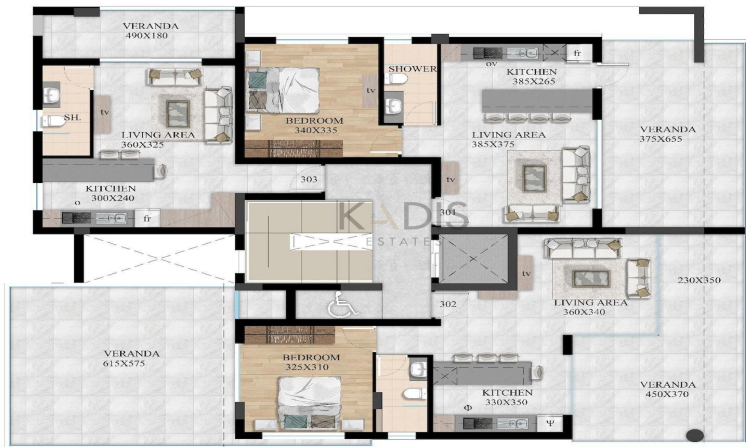 VERANDA
490X180
SH.
tv
LIVING AREA
360X325
KITCHEN
300X240
o
fr
303
BEDROOM
340X335
tv
SHOWER
ov
fr
KITCHEN
385X265
LIVING AREA
385X375
tv
301
VERANDA
375X655
KADIS
ESTATES
302
tv
LIVING AREA
360X340
230X350
VERANDA
615X575
BEDROOM
325X310
KITCHEN
330X350
Φ
Ψ
VERANDA
450X370